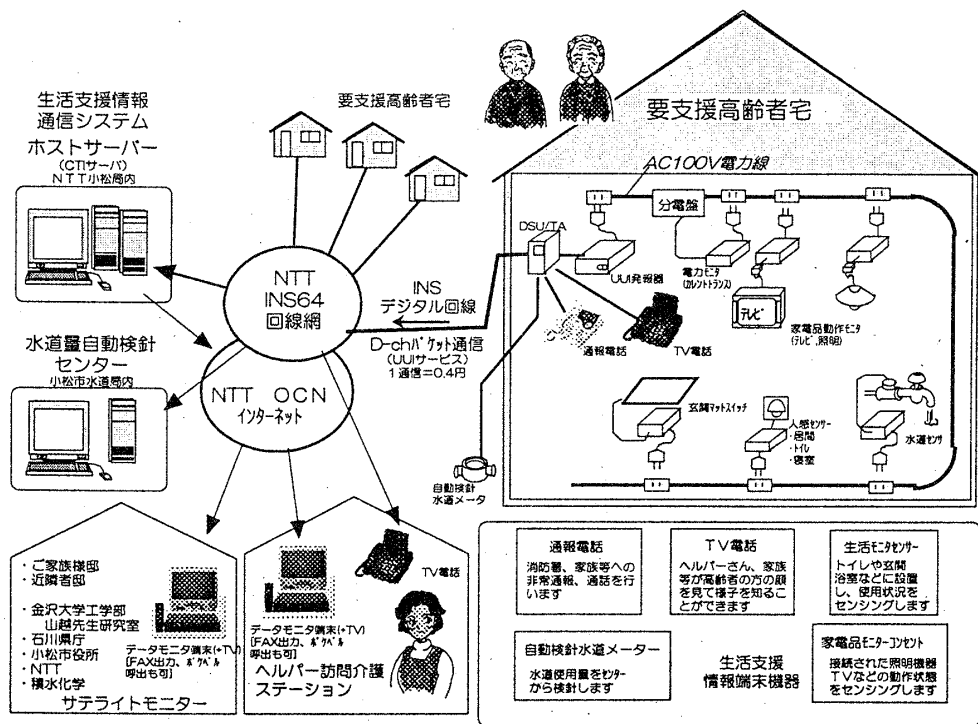 生活支援情報
通信システム
ホストサーバー
(CTIサーバ)
NTT小松局内
水道量自動検針
センター
小松市水道局内
要支援高齢者宅
NTT
INS64
回線網
NTT OCN
インターネット
INS
デジタル回線
D-chパケット通信
(UUIサービス)
1通信=0.4円
要支援高齢者宅
AC100V電力線
分電盤
DSU/TA
UUI発報器
電力モニタ
(カレントトランス)
テレビ
家電品動作モニタ
(テレビ、照明)
通報電話
TV電話
玄関マットスイッチ
人感センサー
・居間
・トイレ
・寝室
水道センサ
自動検針
水道メータ
・ご家族様邸
・近隣者邸
・金沢大学工学部
山越先生研究室
・石川県庁
・小松市役所
・NTT
・積水化学
データモニタ端末(+TV)
[FAX出力、ポケベル
呼出も可]
サテライトモニター
TV電話
データモニタ端末(+TV)
[FAX出力、ポケベル
呼出も可]
ヘルパー訪問介護
ステーション
通報電話
消防署、家族等への
非常通報、通話を行
います
TV電話
ヘルパーさん、家族
等が高齢者の方の顔
を見て様子を知るこ
とができます
生活モニタセンサー
トイレや玄関
浴室などに設置
し、使用状況を
センシングします
自動検針水道メーター
水道使用量をセンター
から検針します
生活支援
情報端末機器
家電品モニターコンセント
接続された照明機器
TVなどの動作状態
をセンシングします